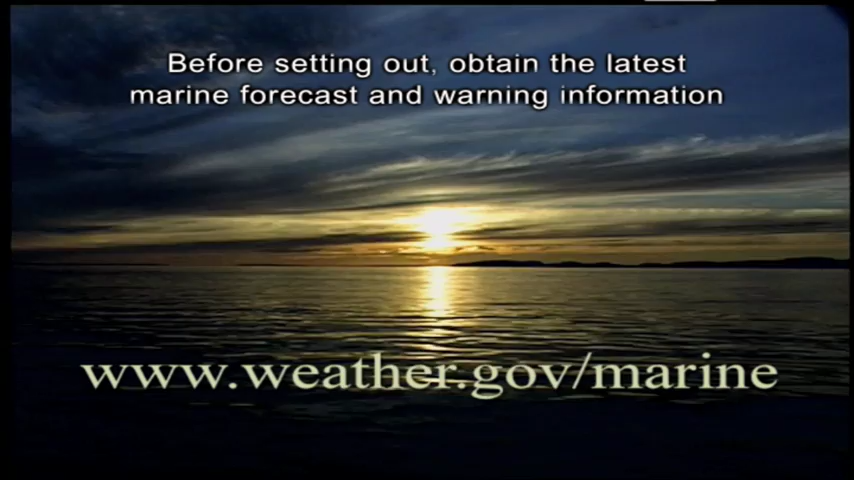 Before setting out, obtain the latest
marine forecast and warning information
www.weather.gov/marine